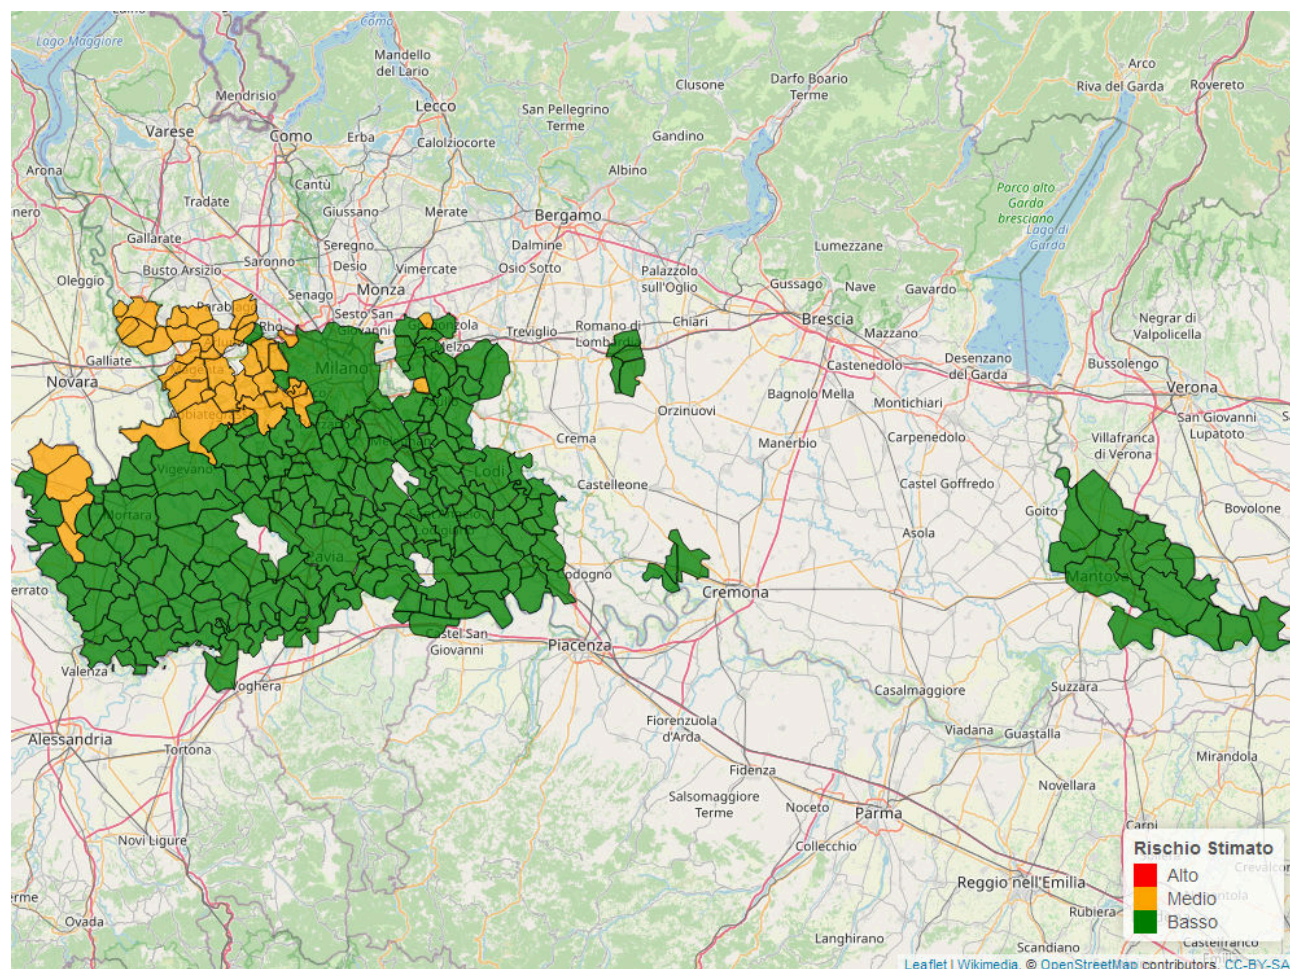 Como
Lago Maggiore
Mandello
del Lario
Arco
Clusone
Darfo Boario
Terme
Riva del Garda
Rovereto
Mendrisio
Lecco
San Pellegrino
Terme
Varese
Como
Erba
Calolziocorte
Gandino
Arona
Albino
Cantù
Parco alto
Garda
bresciano
Tradate
Giussano
Merate
Bergamo
Lago di
Garda
Gallarate
Seregno
Dalmine
Lumezzane
Saronno
Desio
Vimercate
Osio Sotto
Busto Arsizio
Palazzolo
sull'Oglio
Oleggio
Senago
Monza
Gussago
Nave
Gavardo
Sesto San
Giovanni
Rho
Treviglio
Romano di
Lombardia
Chiari
Brescia
Mazzano
Negrar di
Valpolicella
Melzo
Galliate
Magenta
Milano
Castenedolo
Desenzano
del Garda
Bussolengo
Novara
Verona
Bagnolo Mella
Montichiari
Orzinuovi
San Giovanni
Lupatoto
Crema
Manerbio
Carpenedolo
Villafranca
di Verona
Vigevano
Lodi
Castelleone
Castel Goffredo
Mortara
Goito
Bovolone
Asola
Pavia
Codogno
Mantova
Cremona
Piacenza
Giovanni
Valenza
Voghera
Casalmaggiore
Suzzara
Fiorenzuola
d'Arda
Viadana
Guastalla
Alessandria
Tortona
Mirandola
Fidenza
Salsomaggiore
Terme
Noceto
Novellara
Parma
Carpi
Novi Ligure
Collecchio
Rischio Stimato
Alto
Medio
Basso
Reggio nell'Emilia
Rubiera
Ovada
Langhirano
Scandiano
Castelfranco
Leaflet | Wikimedia, © OpenStreetMap contributors, CC-BY-SA